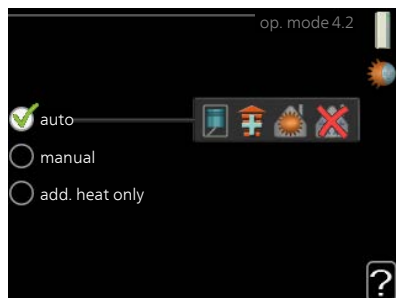 op. mode 4.2
auto
manual
add. heat only
?